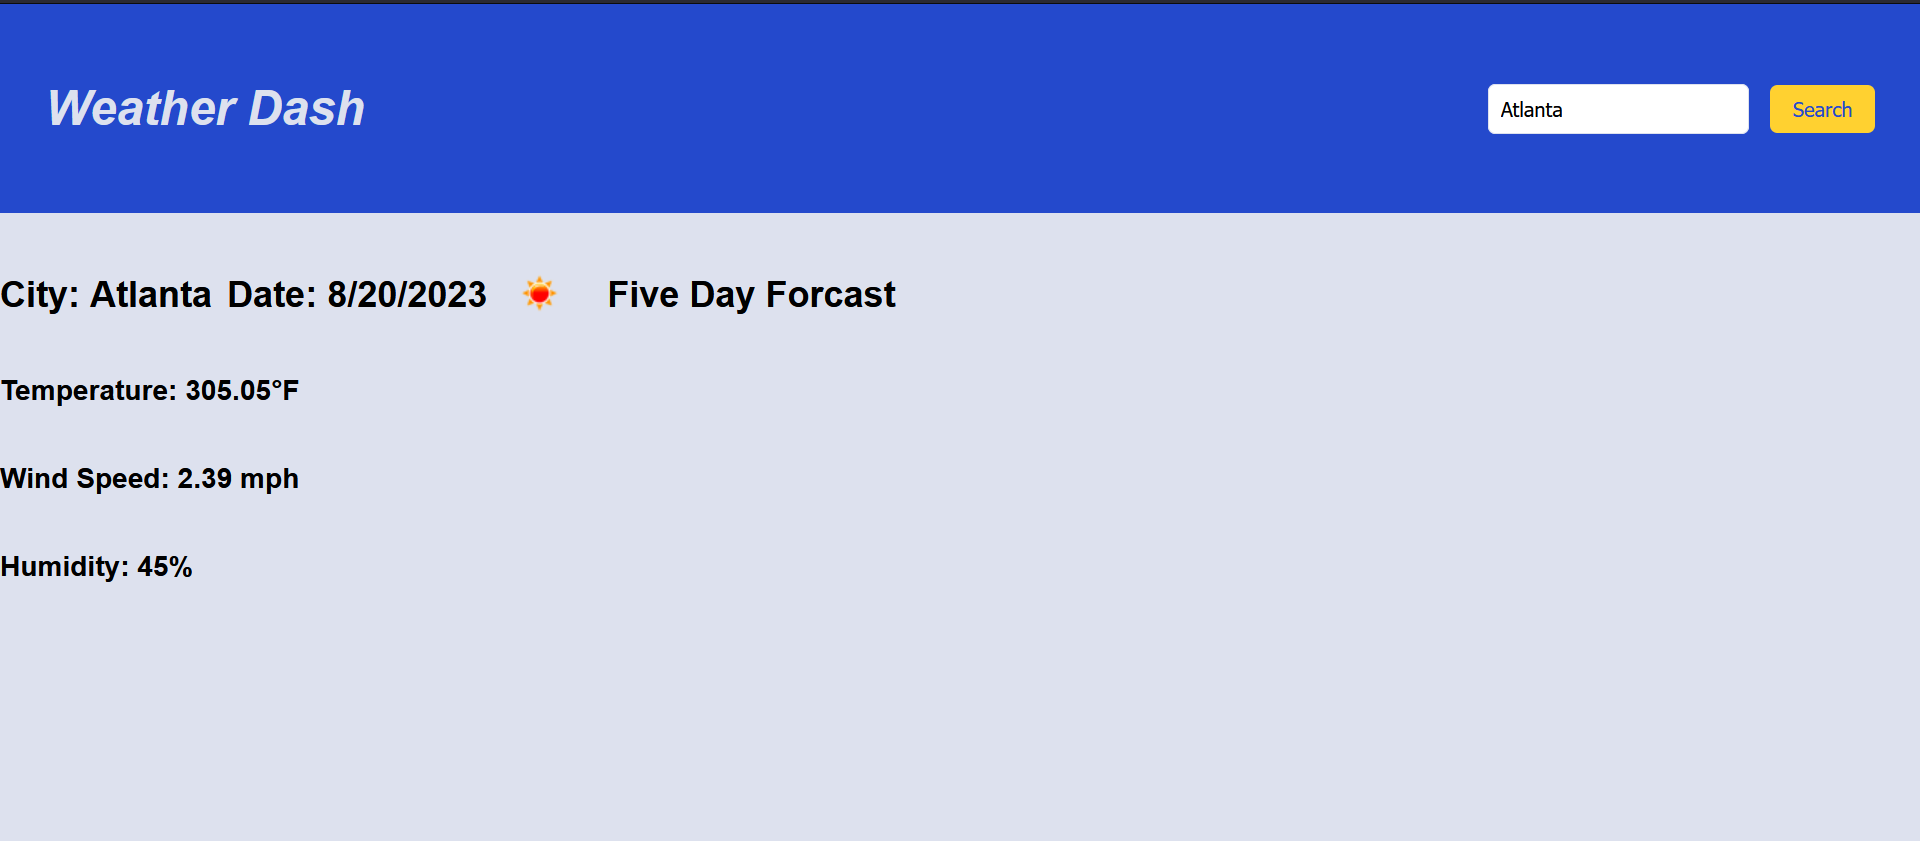 Weather Dash
Atlanta
Search
City: Atlanta Date: 8/20/2023 ☀️ Five Day Forcast
Temperature: 305.05°F
Wind Speed: 2.39 mph
Humidity: 45%